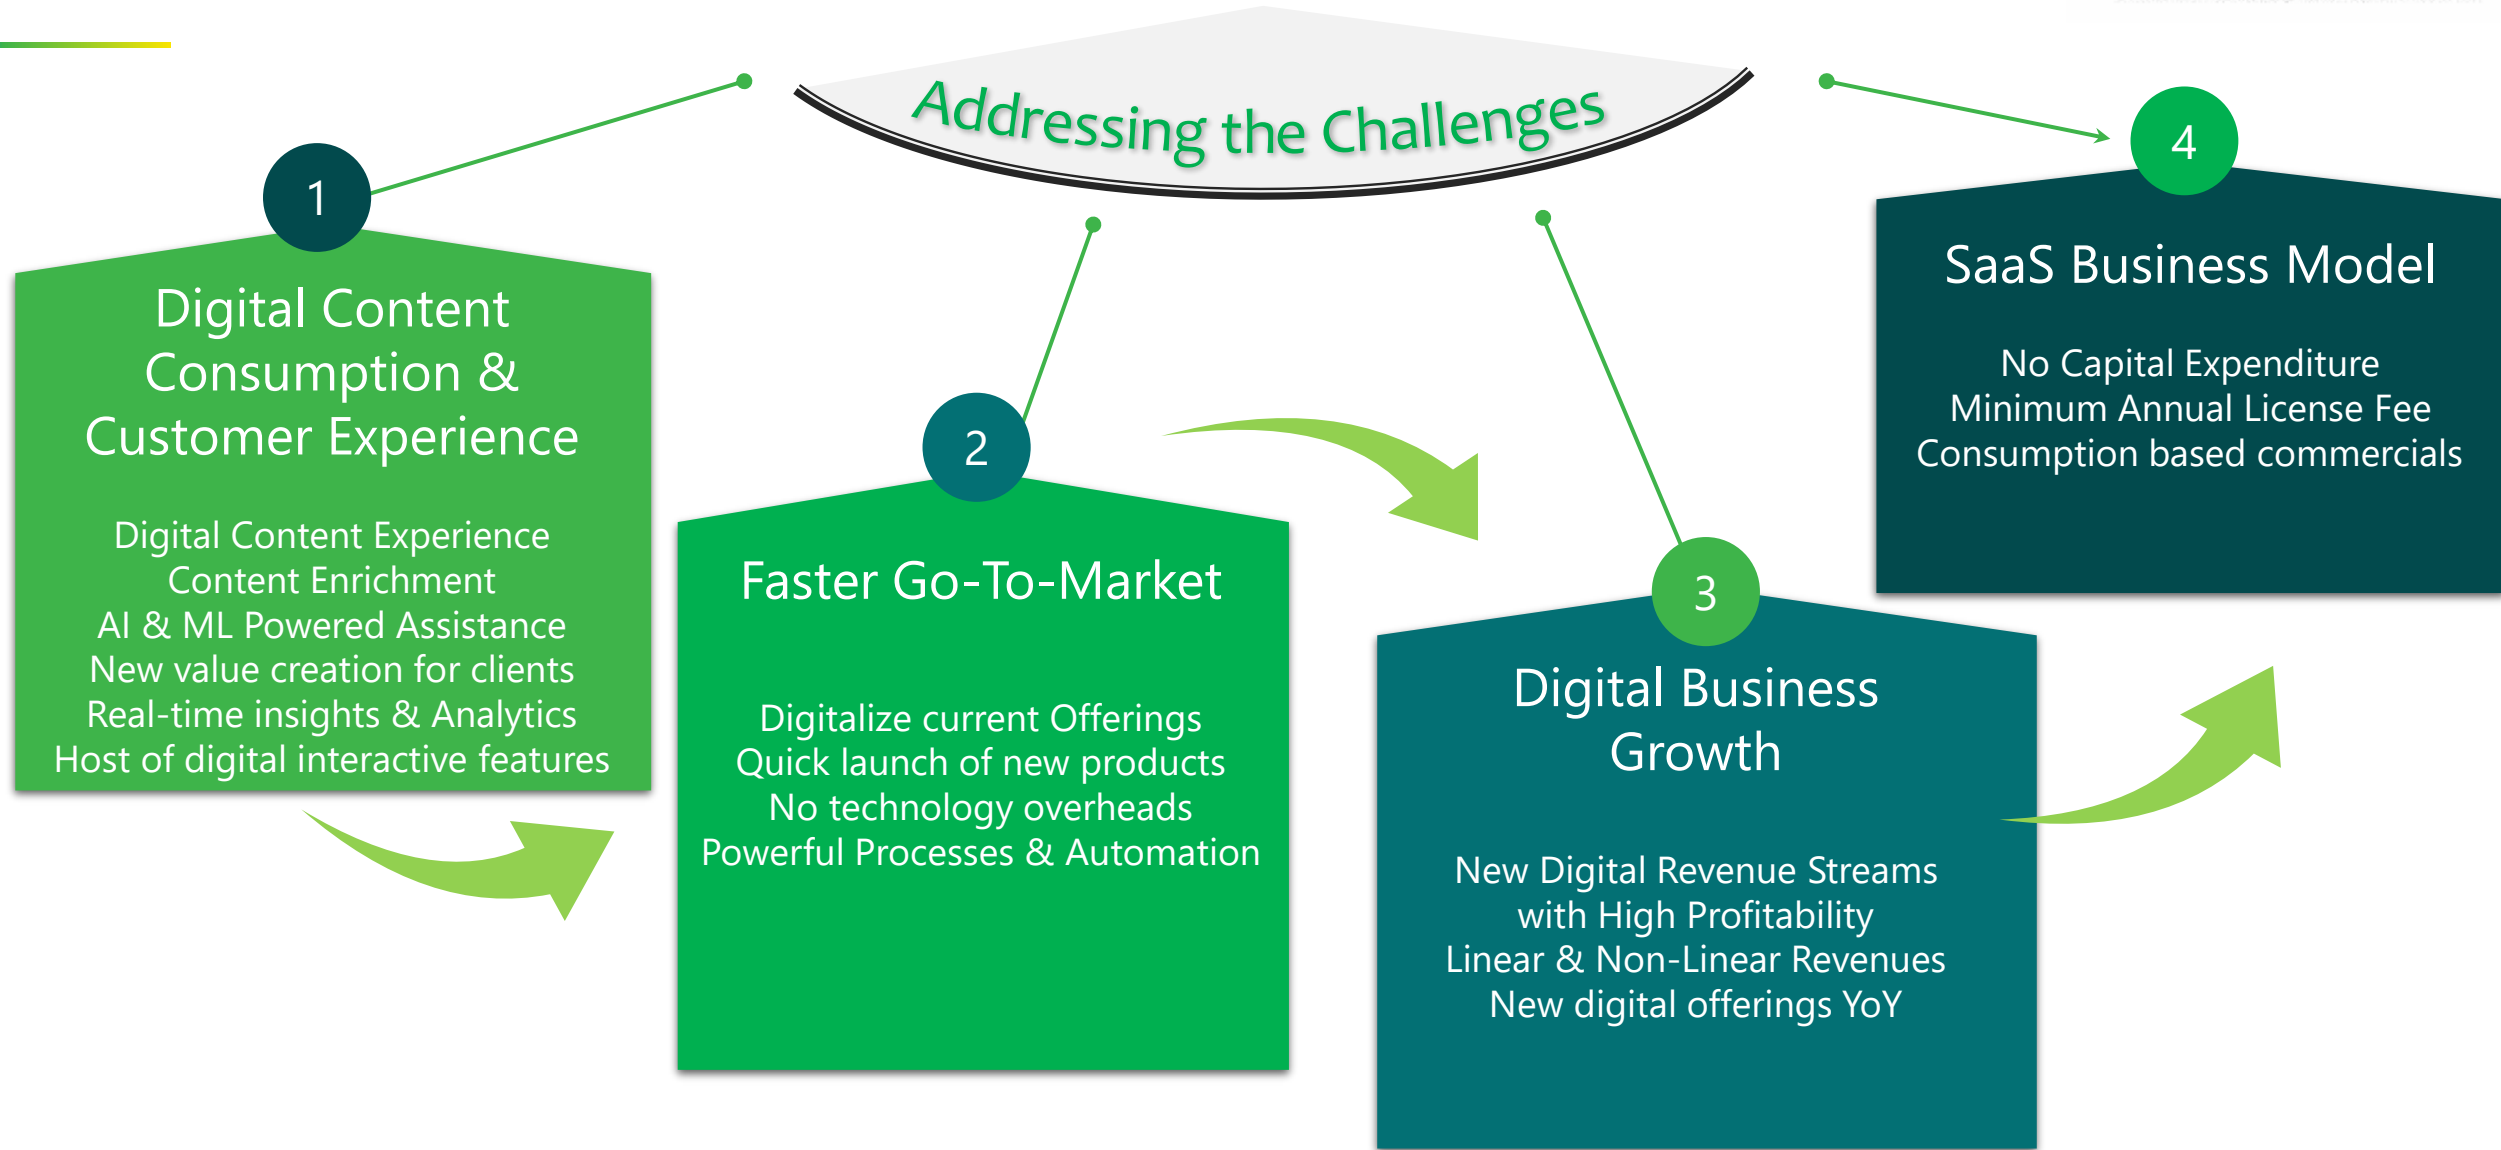 Addressing the Challenges
1
Digital Content
Consumption &
Customer Experience
Digital Content Experience
Content Enrichment
AI & ML Powered Assistance
New value creation for clients
Real-time insights & Analytics
Host of digital interactive features
2
Faster Go-To-Market
Digitalize current Offerings
Quick launch of new products
No technology overheads
Powerful Processes & Automation
3
Digital Business
Growth
New Digital Revenue Streams
with High Profitability
Linear & Non-Linear Revenues
New digital offerings YoY
4
SaaS Business Model
No Capital Expenditure
Minimum Annual License Fee
Consumption based commercials